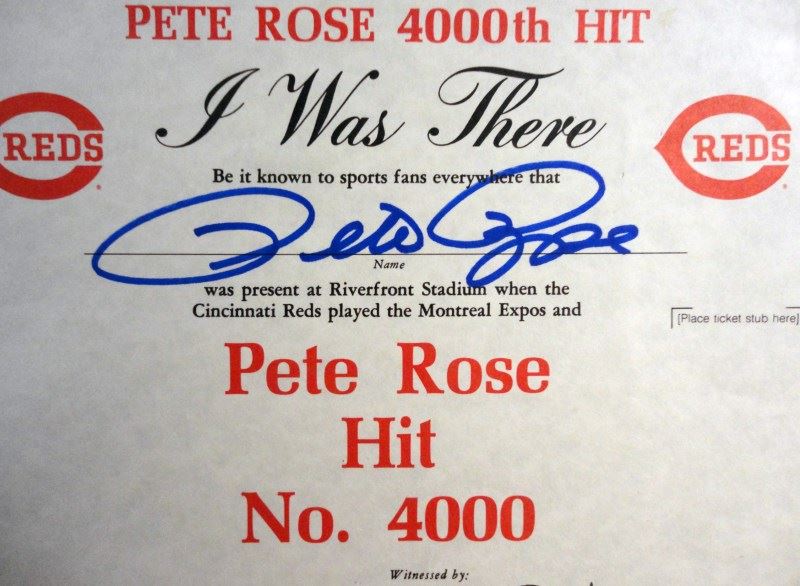 PETE ROSE 4000th HIT
I Was There
REDS
REDS
Be it known to sports fans everywhere that
Pete Rose
Name
was present at Riverfront Stadium when the
Cincinnati Reds played the Montreal Expos and
[Place ticket stub here]
Pete Rose
Hit
No. 4000
Witnessed by: